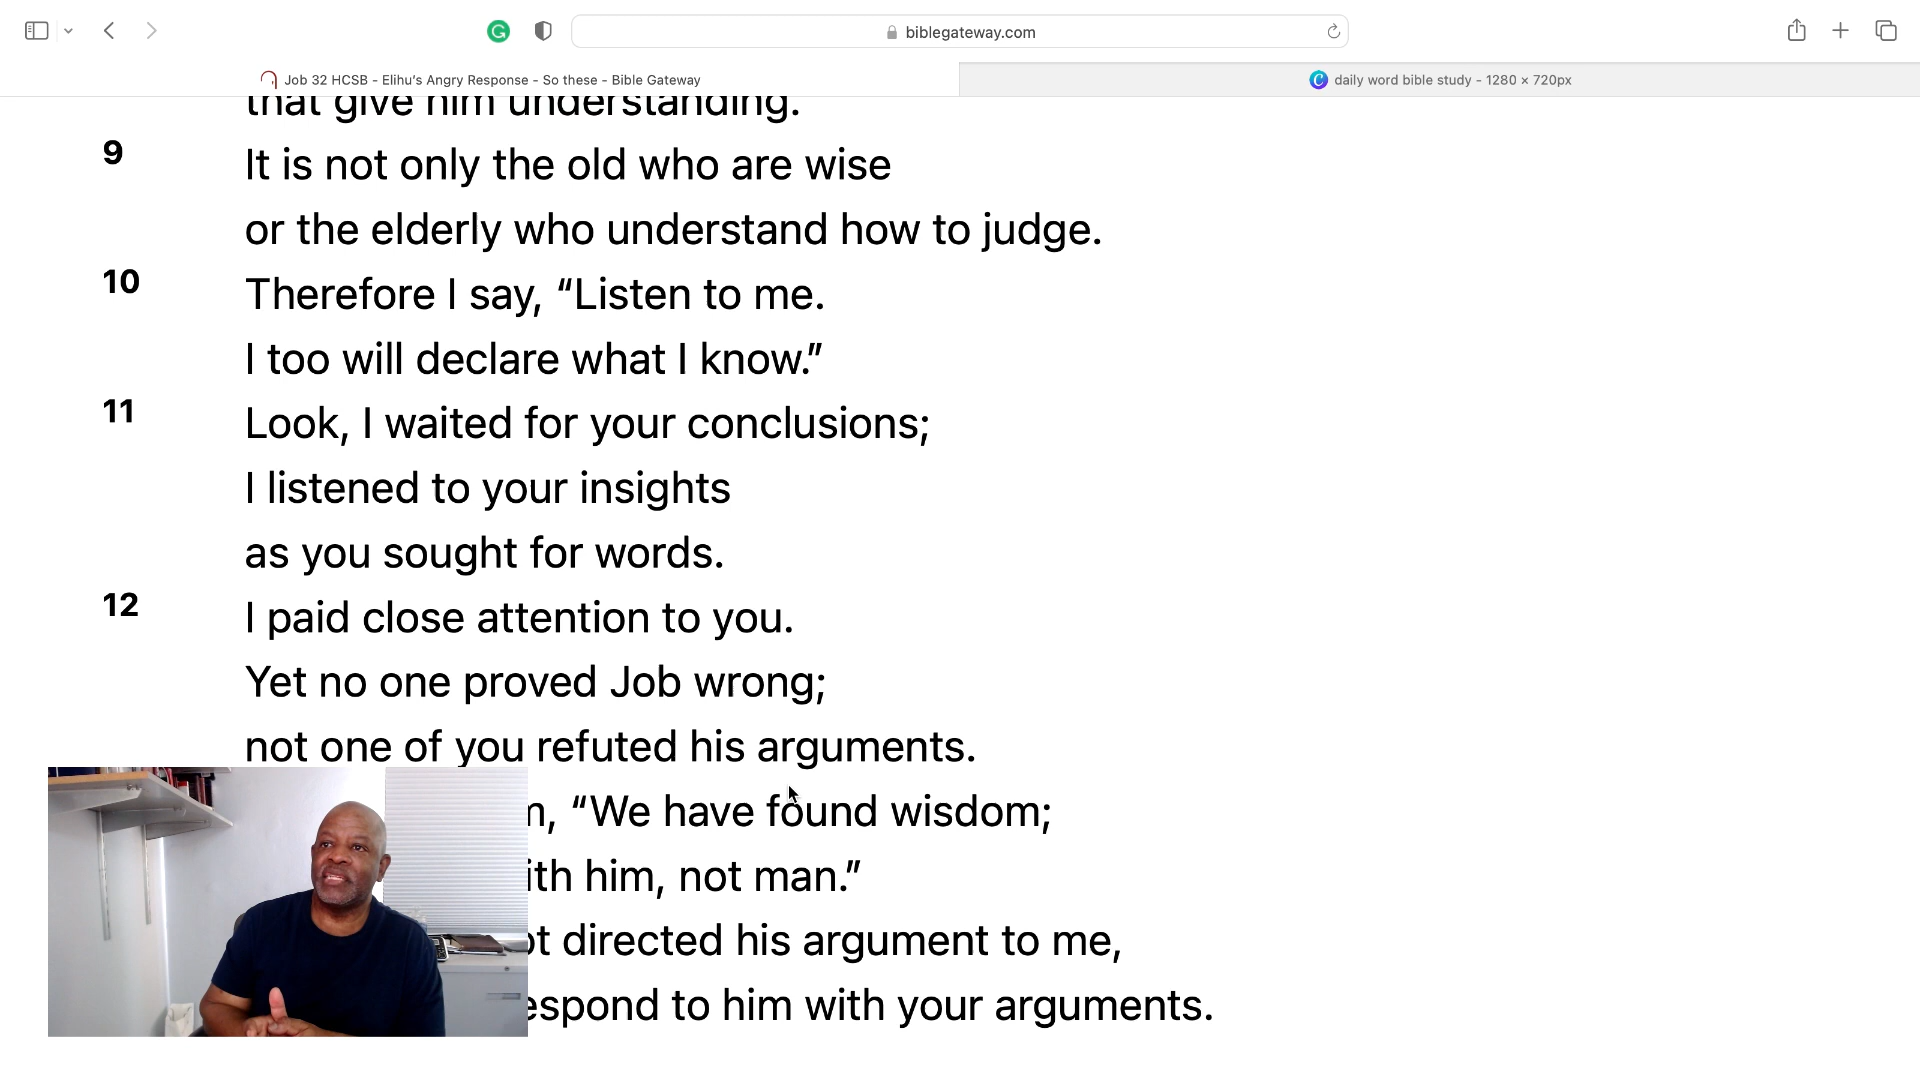 biblegateway.com
Job 32 HCSB - Elihu's Angry Response - So these - Bible Gateway
daily word bible study - 1280 × 720px
that give him understanding.
9 It is not only the old who are wise
or the elderly who understand how to judge.
10 Therefore I say, “Listen to me.
I too will declare what I know.”
11 Look, I waited for your conclusions;
I listened to your insights
as you sought for words.
12 I paid close attention to you.
Yet no one proved Job wrong;
not one of you refuted his arguments.
“We have found wisdom;
him, not man.”
directed his argument to me,
to him with your arguments.